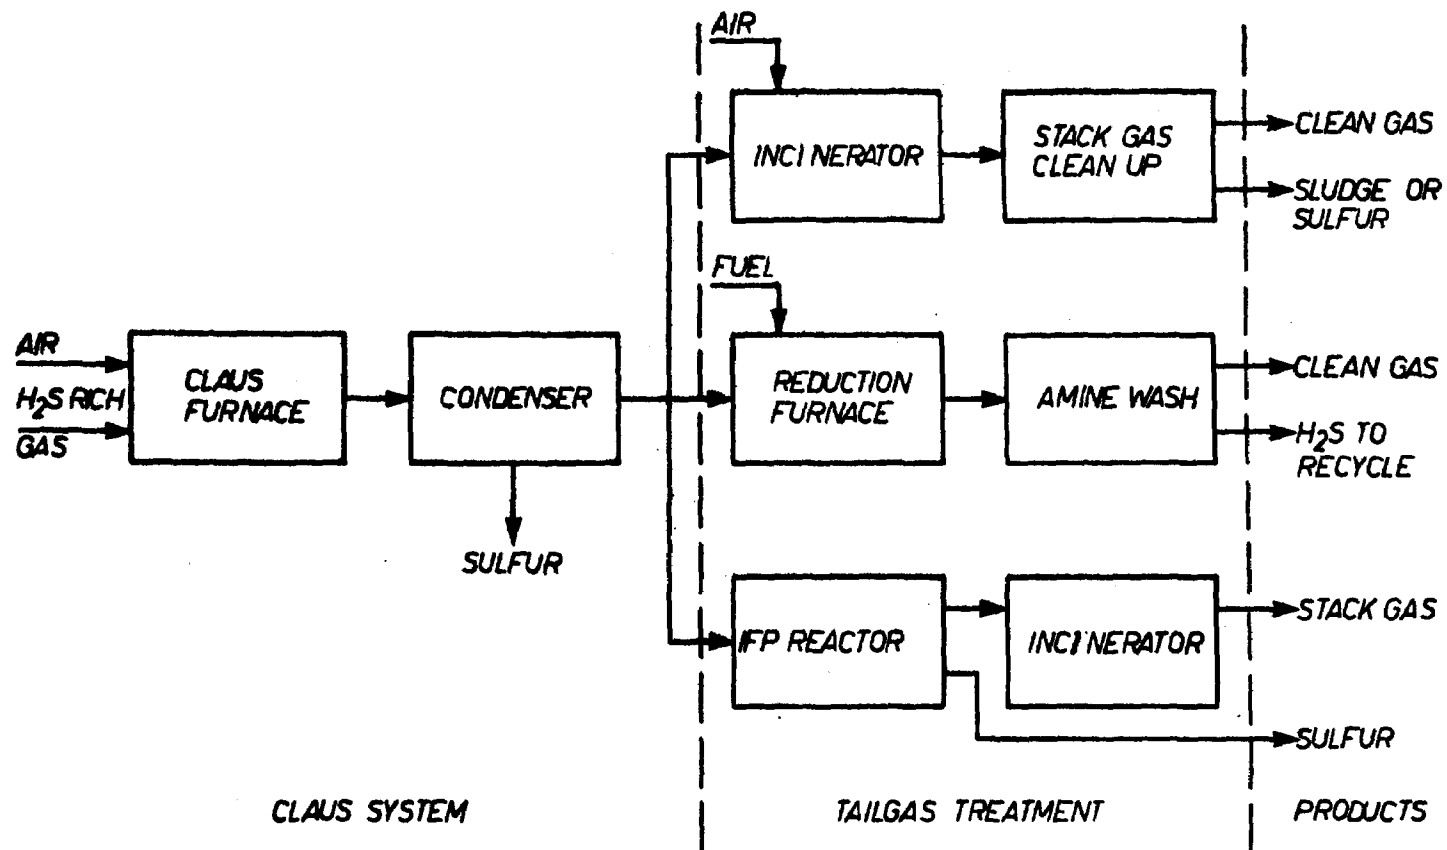 AIR
INCINERATOR
STACK GAS
CLEAN UP
CLEAN GAS
SLUDGE OR
SULFUR
FUEL
AIR
H₂S RICH
GAS
CLAUS
FURNACE
CONDENSER
SULFUR
REDUCTION
FURNACE
AMINE WASH
CLEAN GAS
H₂S TO
RECYCLE
IFP REACTOR
INCINERATOR
STACK GAS
SULFUR
CLAUS SYSTEM
TAILGAS TREATMENT
PRODUCTS